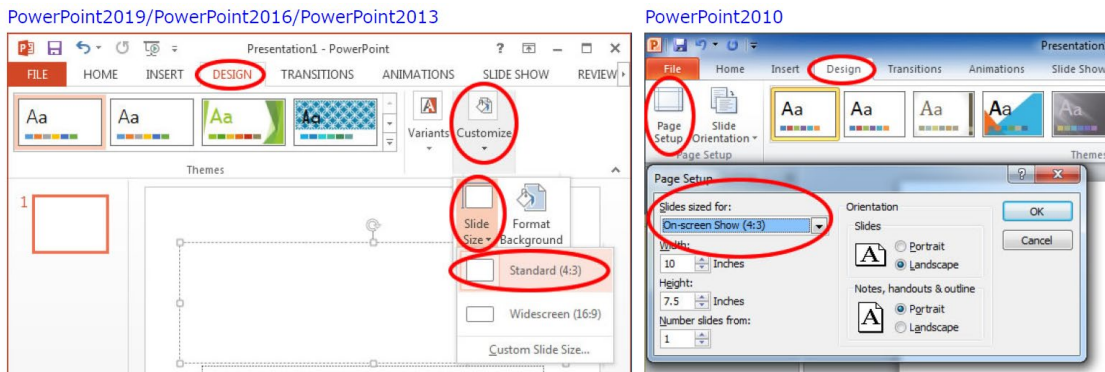 PowerPoint2019/PowerPoint2016/PowerPoint2013
Presentation1 - PowerPoint
FILE HOME INSERT DESIGN TRANSITIONS ANIMATIONS SLIDE SHOW REVIEW
Aa Aa Aa Aa
Variants Customize
Themes
1
Slide Size Format Background
Standard (4:3)
Widescreen (16:9)
Custom Slide Size...
PowerPoint2010
Presentation
File Home Insert Design Transitions Animations Slide Show
Page Setup Slide Orientation
Aa Aa Aa Aa Aa
Page Setup Themes
Page Setup
Slides sized for:
On-screen Show (4:3)
Width:
10 Inches
Height:
7.5 Inches
Number slides from:
1
Orientation
Slides
A Portrait
Landscape
Notes, handouts & outline
A Portrait
Landscape
OK
Cancel